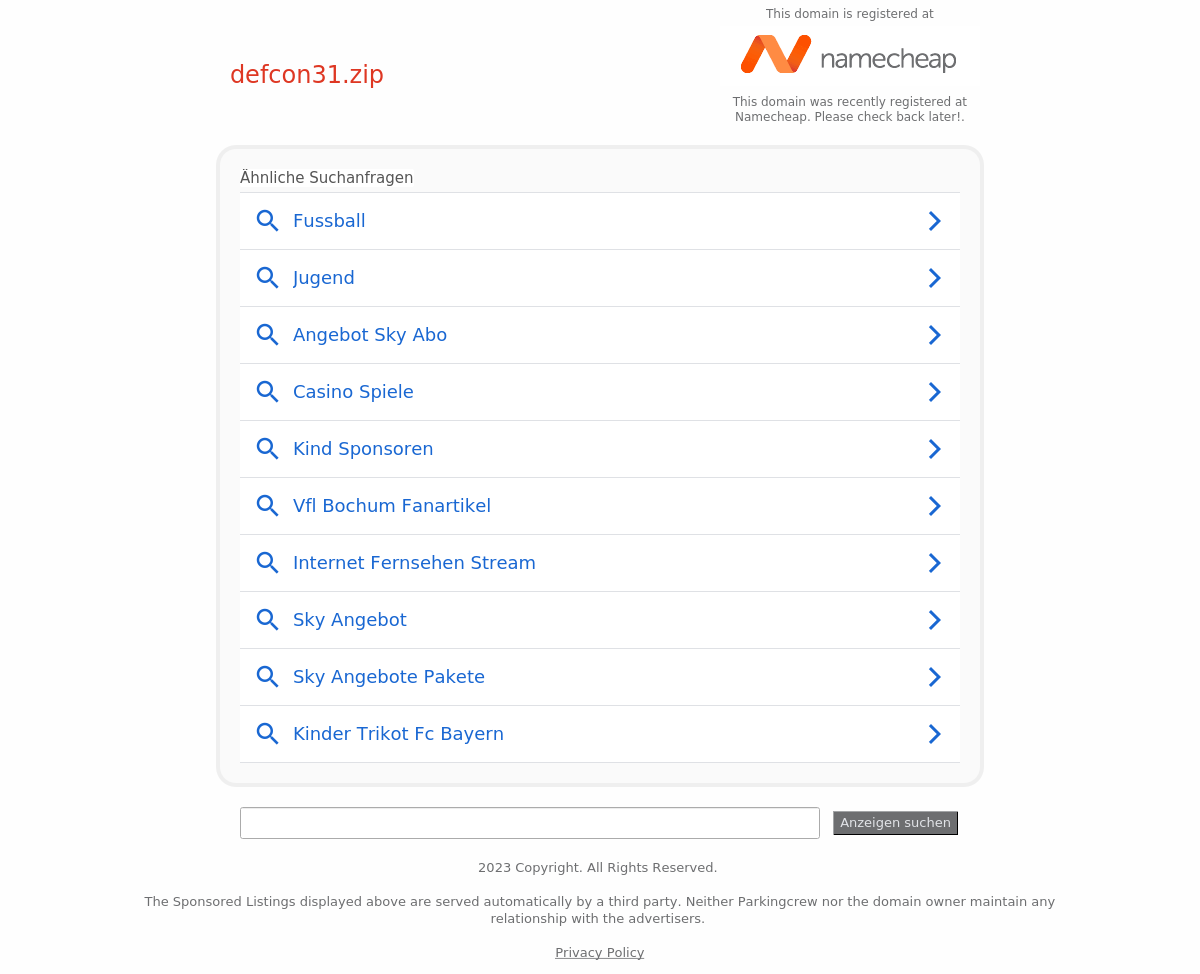 This domain is registered at
namecheap
defcon31.zip
This domain was recently registered at
Namecheap. Please check back later!.
Ähnliche Suchanfragen
Fussball
Jugend
Angebot Sky Abo
Casino Spiele
Kind Sponsoren
Vfl Bochum Fanartikel
Internet Fernsehen Stream
Sky Angebot
Sky Angebote Pakete
Kinder Trikot Fc Bayern
Anzeigen suchen
2023 Copyright. All Rights Reserved.
The Sponsored Listings displayed above are served automatically by a third party. Neither Parkingcrew nor the domain owner maintain any
relationship with the advertisers.
Privacy Policy